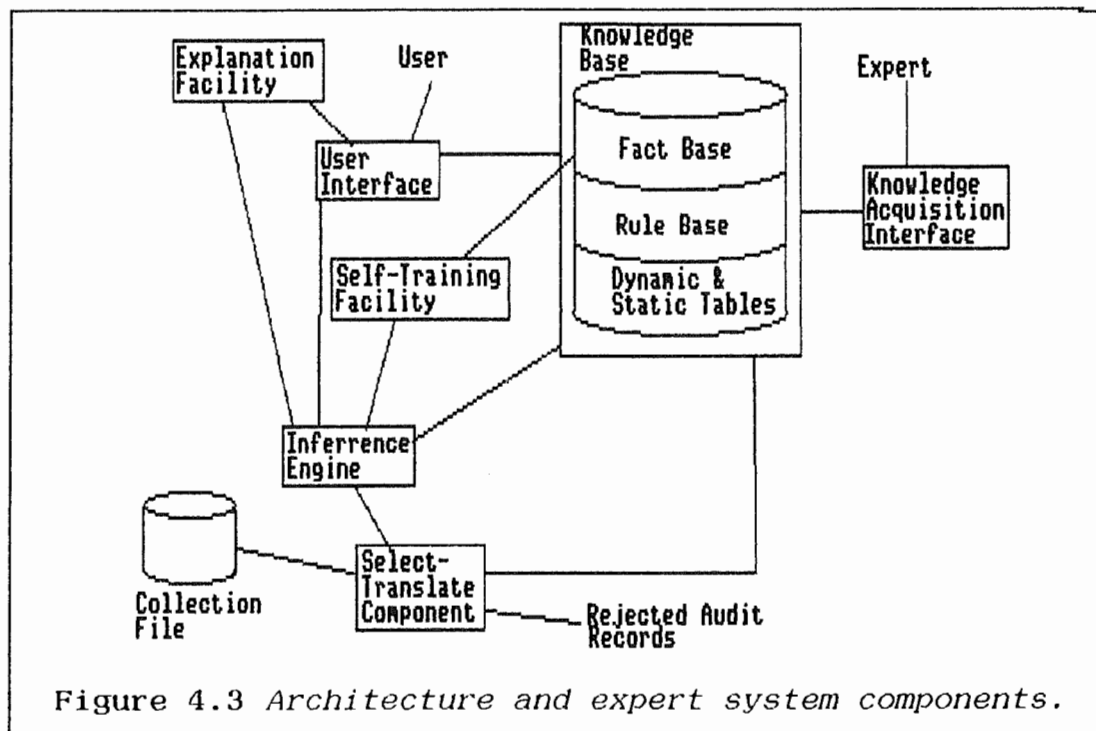 Explanation
Facility
User
Knowledge
Base
Expert
User
Interface
Fact Base
Knowledge
Acquisition
Interface
Rule Base
Self-Training
Facility
Dynamic &
Static Tables
Inferrence
Engine
Select-
Translate
Component
Collection
File
Rejected Audit
Records
Figure 4.3 Architecture and expert system components.